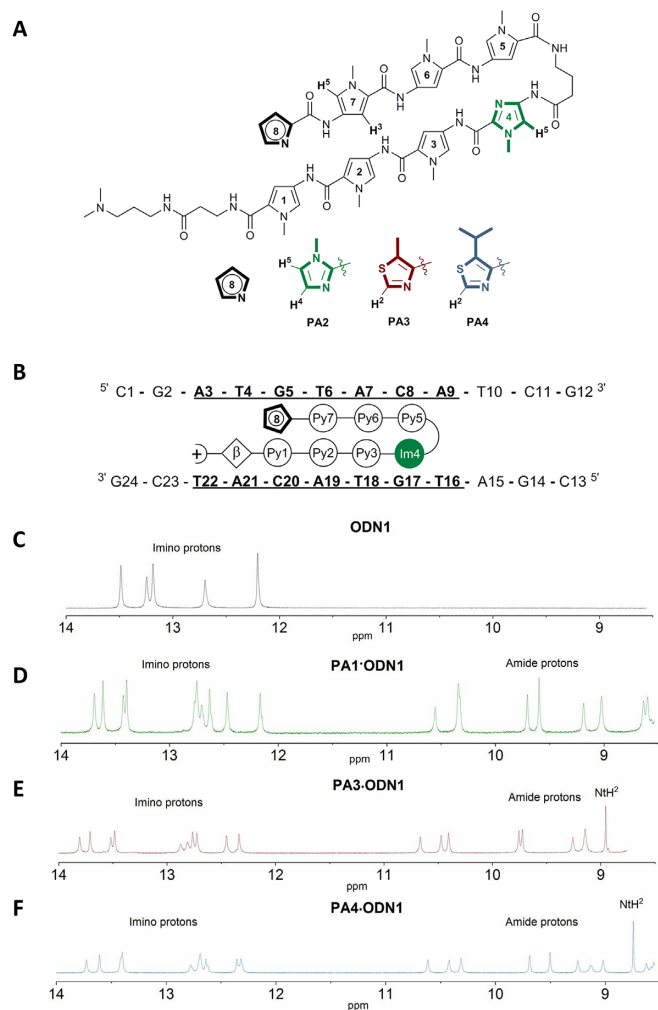 A
N
O
N
H
N
O
N
5
6
7
8
H⁵
H³
O
NH
N
4
N
H⁵
HN
O
1
2
3
N
H
N
O
8
N
H⁵
H⁴
N
N
PA2
S
N
H²
PA3
S
N
H²
PA4
B
5' C1 - G2 - A3 - T4 - G5 - T6 - A7 - C8 - A9 - T10 - C11 - G12 3'
8 Py7 Py6 Py5
+ β Py1 Py2 Py3 Im4
3' G24 - C23 - T22 - A21 - C20 - A19 - T18 - G17 - T16 - A15 - G14 - C13 5'
C
ODN1
Imino protons
14 13 12 11 10 9
ppm
D
PA1·ODN1
Imino protons
Amide protons
14 13 12 11 10 9
ppm
E
PA3·ODN1
Imino protons
Amide protons
NtH²
14 13 12 11 10 9
ppm
F
PA4·ODN1
Imino protons
Amide protons
NtH²
14 13 12 11 10 9
ppm